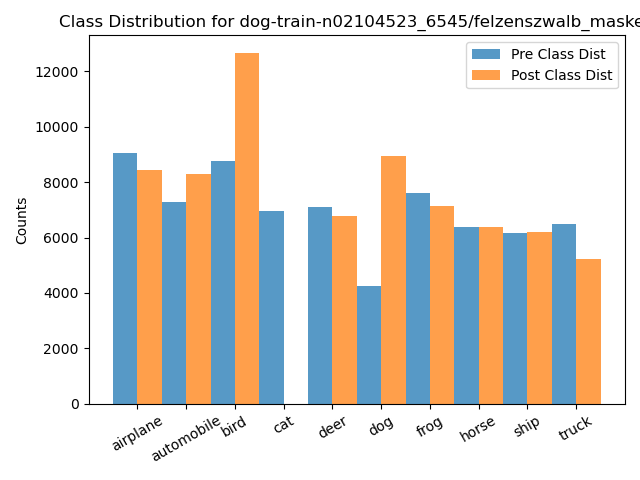 Class Distribution for dog-train-n02104523_6545/felzenszwalb_maske
Pre Class Dist
Post Class Dist
Counts
12000
10000
8000
6000
4000
2000
0
airplane
automobile
bird
cat
deer
dog
frog
horse
ship
truck